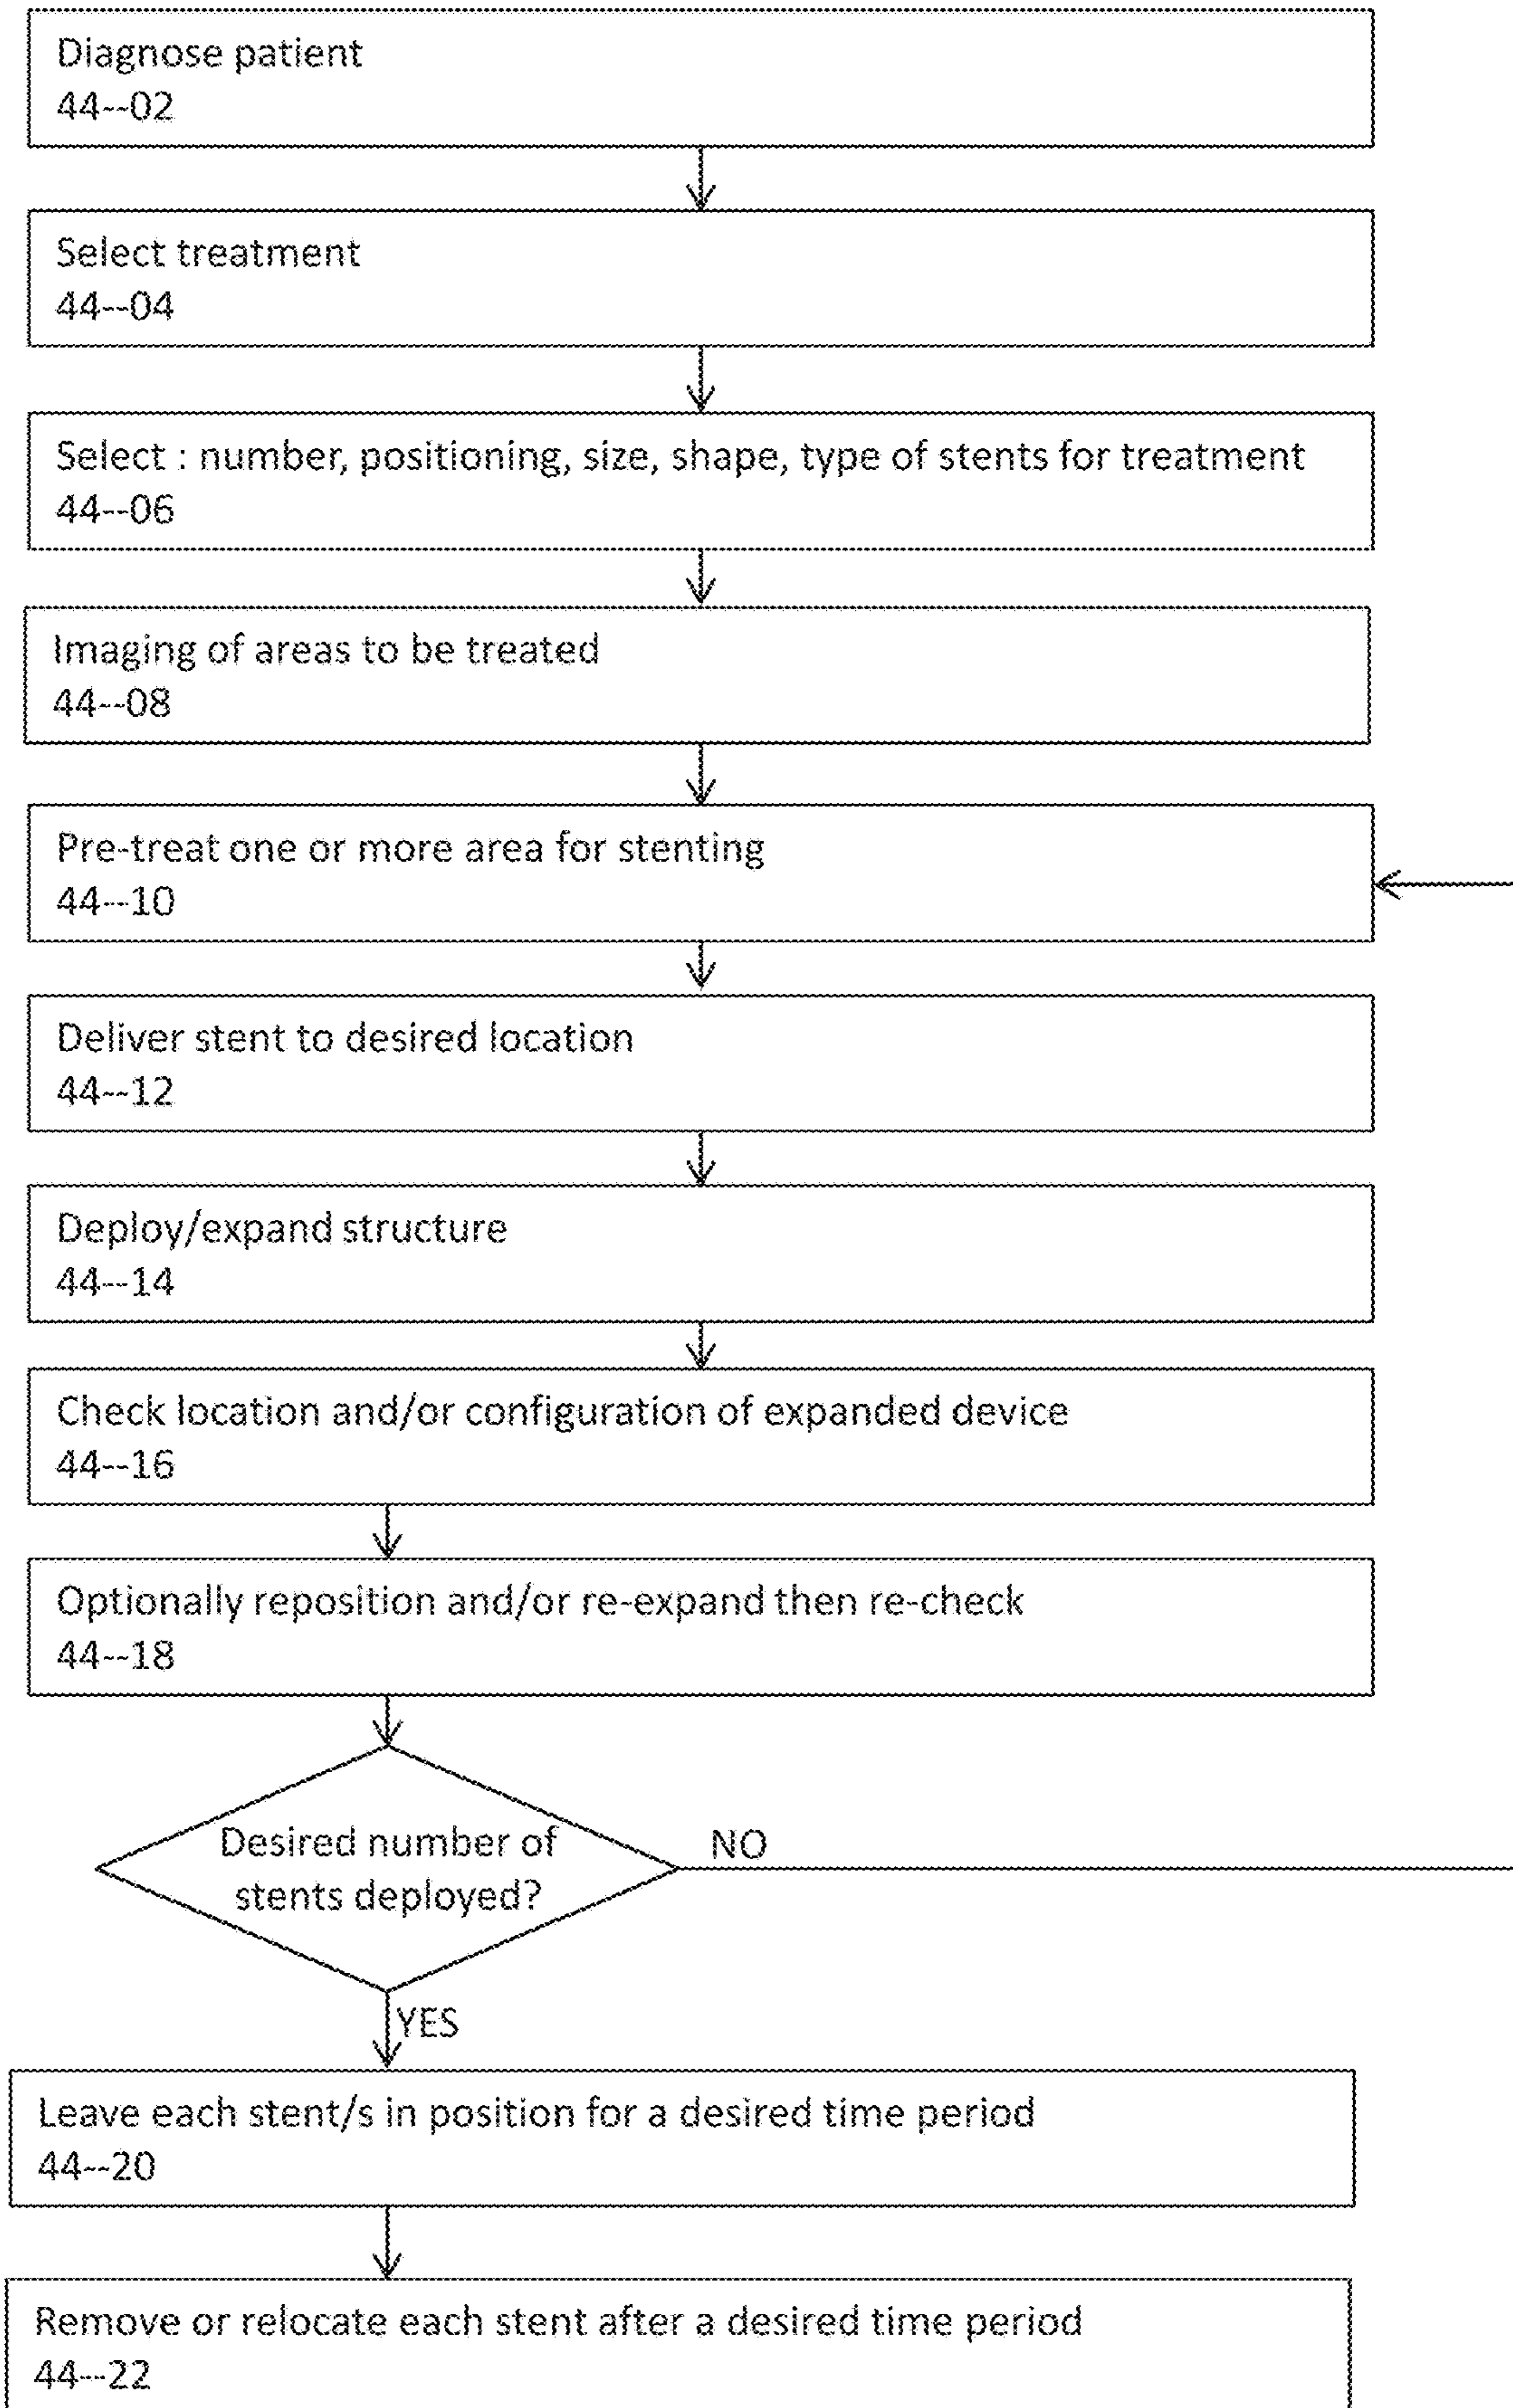 Diagnose patient
44--02
Select treatment
44--04
Select : number, positioning, size, shape, type of stents for treatment
44--06
Imaging of areas to be treated
44--08
Pre-treat one or more area for stenting
44--10
Deliver stent to desired location
44--12
Deploy/expand structure
44--14
Check location and/or configuration of expanded device
44--16
Optionally reposition and/or re-expand then re-check
44--18
Desired number of
stents deployed?
NO
YES
Leave each stent/s in position for a desired time period
44--20
Remove or relocate each stent after a desired time period
44--22